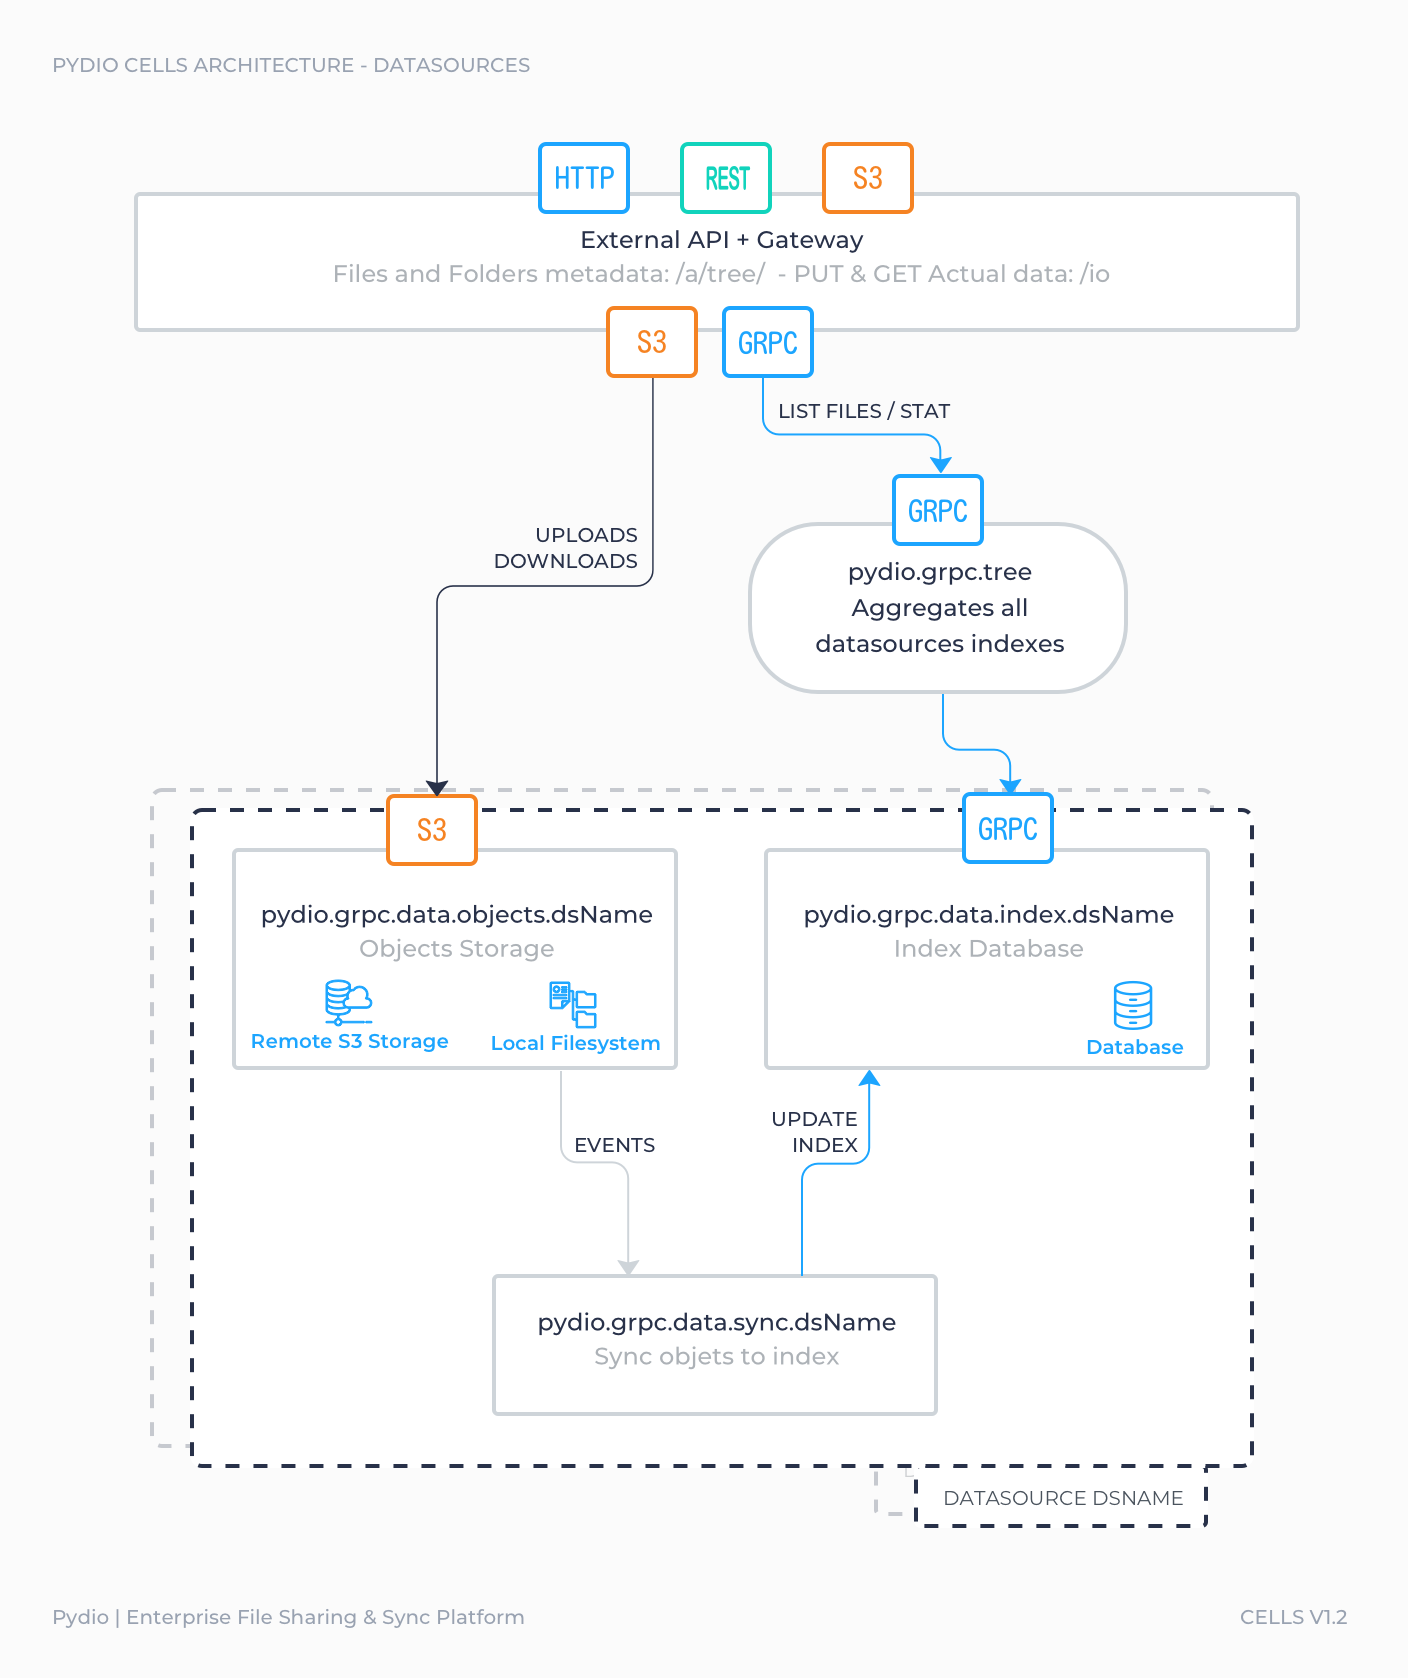 PYDIO CELLS ARCHITECTURE - DATASOURCES
HTTP
REST
S3
External API + Gateway
Files and Folders metadata: /a/tree/ - PUT & GET Actual data: /io
S3
GRPC
LIST FILES / STAT
GRPC
UPLOADS
DOWNLOADS
pydio.grpc.tree
Aggregates all
datasources indexes
S3
GRPC
pydio.grpc.data.objects.dsName
Objects Storage
Remote S3 Storage
Local Filesystem
pydio.grpc.data.index.dsName
Index Database
Database
EVENTS
UPDATE
INDEX
pydio.grpc.data.sync.dsName
Sync objets to index
DATASOURCE DSNAME
Pydio | Enterprise File Sharing & Sync Platform
CELLS V1.2